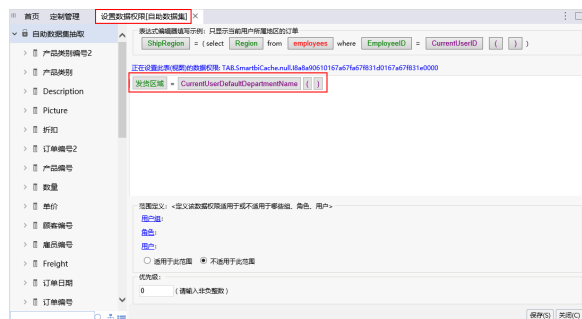 首页 定制管理 设置数据权限[自助数据集] ×
自助数据集抽取
产品类别编号2
产品类别
Description
Picture
折扣
订单编号2
产品编号
数量
单价
顾客编号
雇员编号
Freight
订单日期
订单编号
表达式编辑器填写示例：只显示当前用户所属地区的订单
ShipRegion = ( select Region from employees where EmployeeID = CurrentUserID ( ) )
正在设置此表(视图)的数据权限: TAB.SmartbiCache.null.I8a8a90610167a67fa67f831d0167a67f831e0000
发货区域 = CurrentUserDefaultDepartmentName ( )
范围定义：<定义该数据权限适用于或不适用于哪些组、角色、用户>
用户组:
角色:
用户:
适用于此范围 不适用于此范围
优先级:
0 （请输入非负整数）
保存(S) 关闭(C)